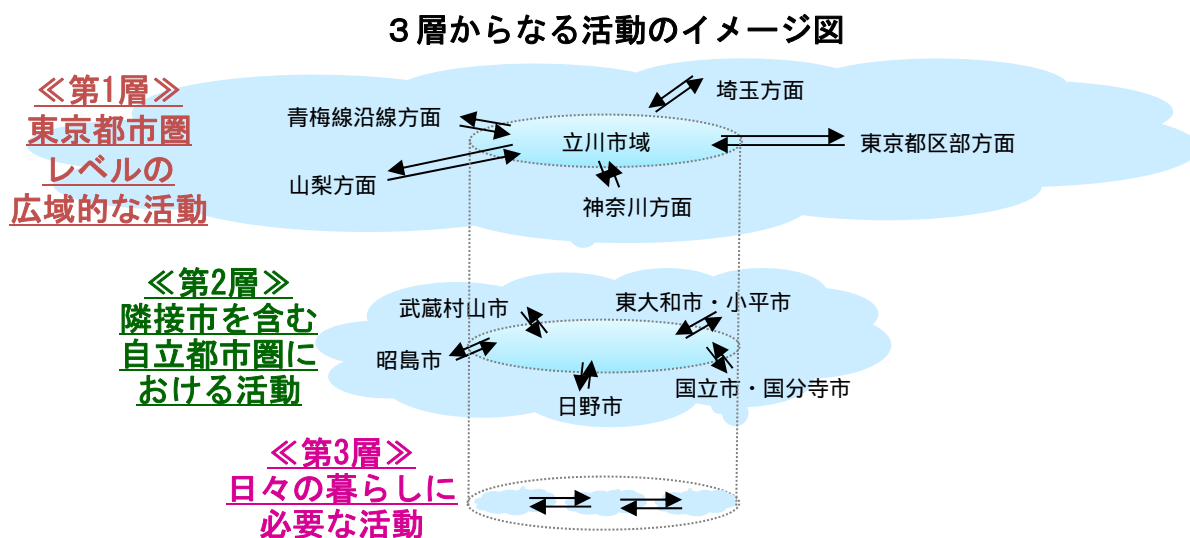 ３層からなる活動のイメージ図
≪第1層≫
東京都市圏
レベルの
広域的な活動
埼玉方面
青梅線沿線方面
立川市域
東京都区部方面
山梨方面
神奈川方面
≪第2層≫
隣接市を含む
自立都市圏に
おける活動
武蔵村山市
東大和市・小平市
昭島市
国立市・国分寺市
日野市
≪第3層≫
日々の暮らしに
必要な活動